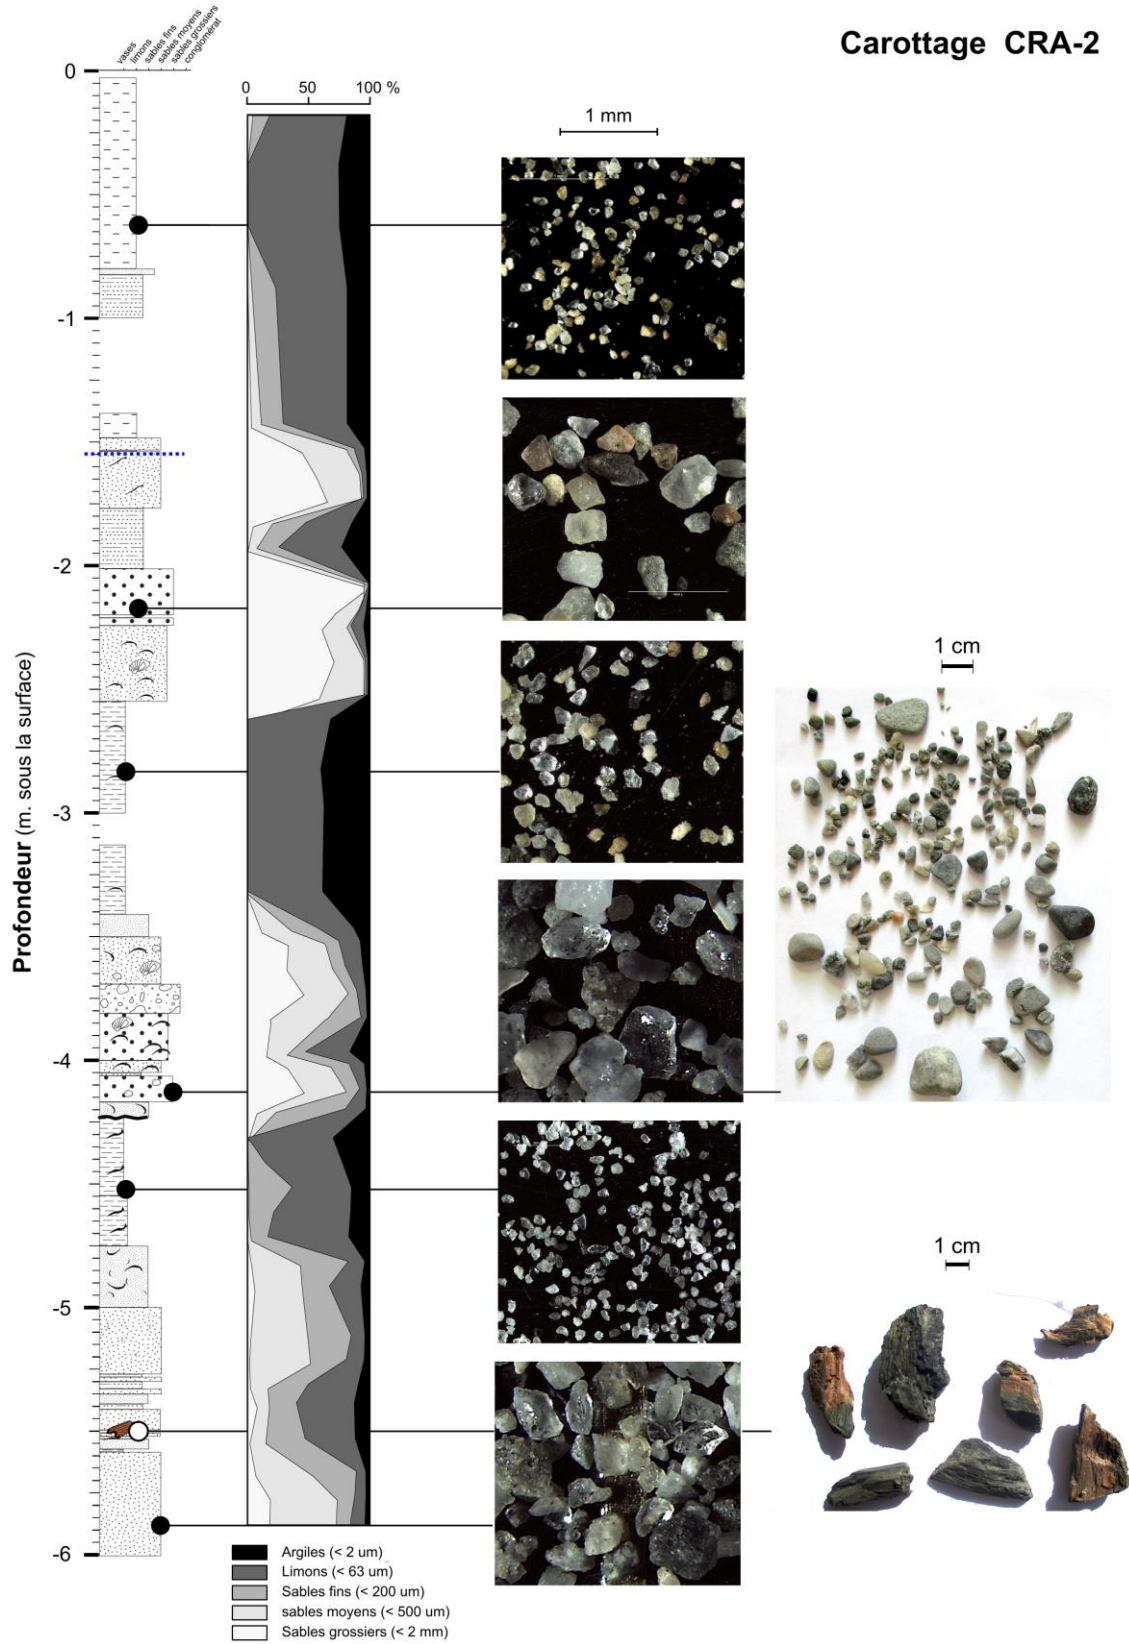 Carottage CRA-2
vases
limons
sables fins
sables moyens
sables grossiers
conglomérat
0
0 50 100 %
1 mm
-1
-2
1 cm
Profondeur (m. sous la surface)
-3
-4
1 cm
-5
-6
Argiles (< 2 um)
Limons (< 63 um)
Sables fins (< 200 um)
sables moyens (< 500 um)
Sables grossiers (< 2 mm)